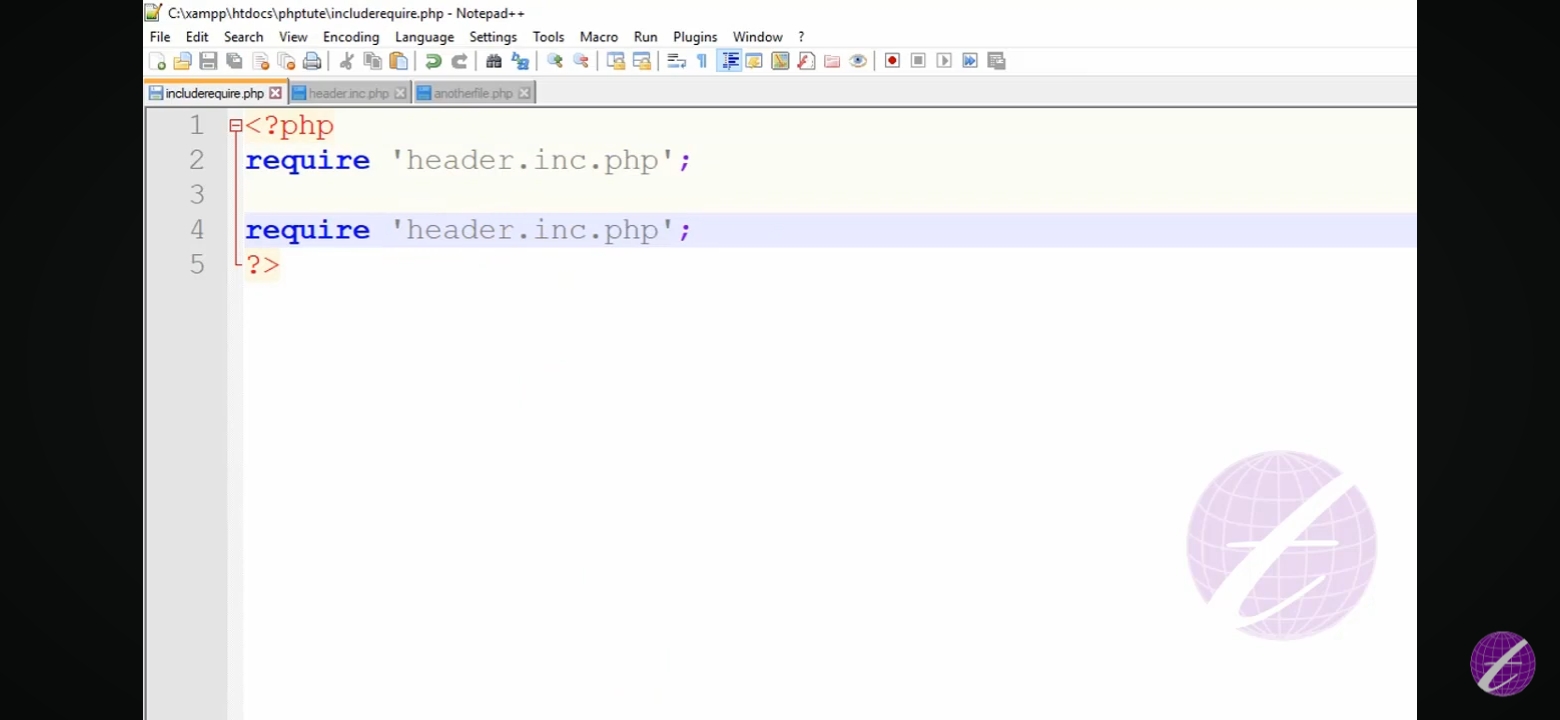 C:\xampp\htdocs\phptute\includerequire.php - Notepad++
File Edit Search View Encoding Language Settings Tools Macro Run Plugins Window ?
includerequire.php header.inc.php anotherfile.php
1 <?php
2 require 'header.inc.php';
3
4 require 'header.inc.php';
5 ?>